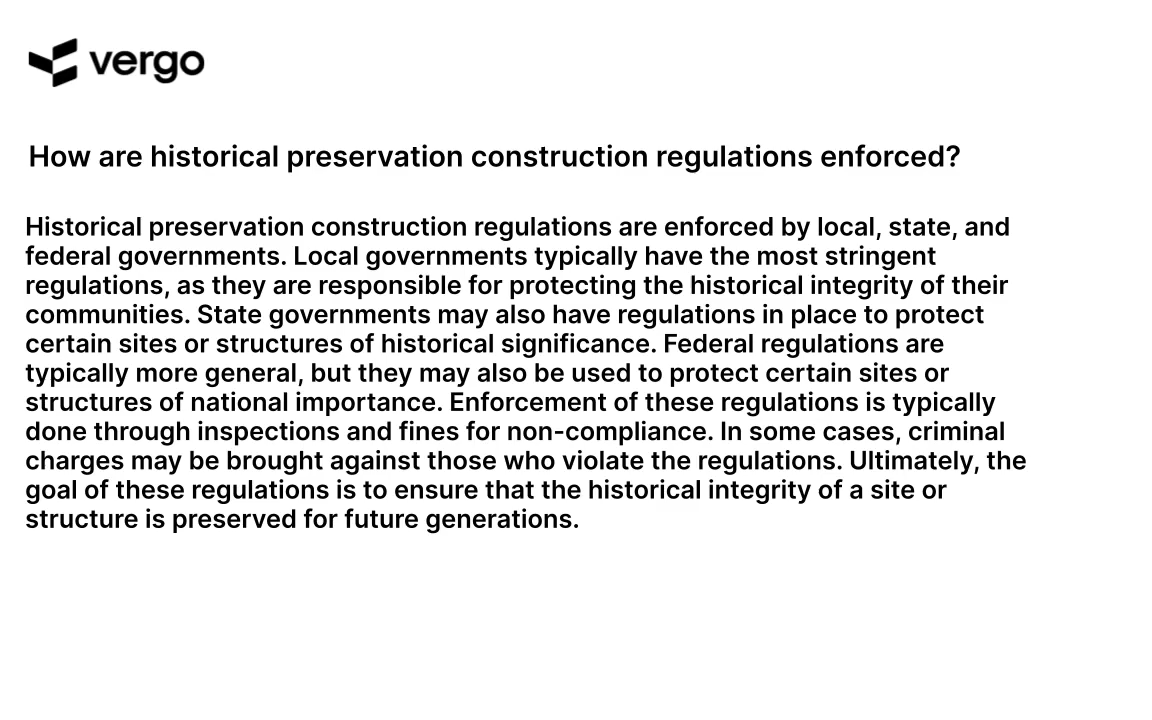 vergo
How are historical preservation construction regulations enforced?
Historical preservation construction regulations are enforced by local, state, and
federal governments. Local governments typically have the most stringent
regulations, as they are responsible for protecting the historical integrity of their
communities. State governments may also have regulations in place to protect
certain sites or structures of historical significance. Federal regulations are
typically more general, but they may also be used to protect certain sites or
structures of national importance. Enforcement of these regulations is typically
done through inspections and fines for non-compliance. In some cases, criminal
charges may be brought against those who violate the regulations. Ultimately, the
goal of these regulations is to ensure that the historical integrity of a site or
structure is preserved for future generations.